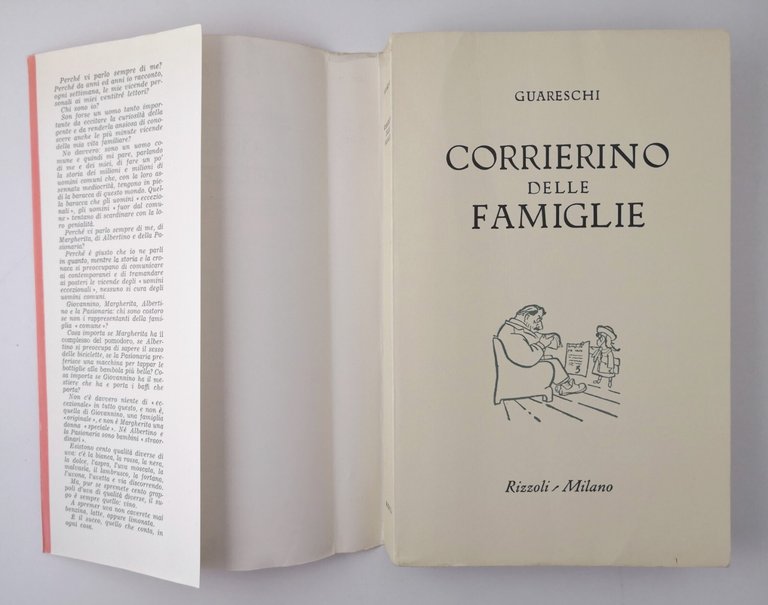 Perché vi parlo sempre di me?
Perché da anni ed anni io racconto,
ogni settimana, le mie vicende per-
sonali ai miei ventitré lettori?
Chi sono io?
Son forse un uomo tanto impor-
tante da eccitare la curiosità della
gente e da renderla ansiosa di cono-
scere anche le più minute vicende
della mia vita familiare?
No davvero: sono un uomo co-
mune e quindi mi pare, parlando
di me e dei miei, di fare un po'
la storia dei milioni e milioni di
uomini comuni che, con la loro as-
sennata mediocrità, tengono in pie-
di la baracca di questo mondo. Quel-
la baracca che gli uomini « eccezio-
nali », gli uomini « fuor dal comu-
ne » tentano di scardinare con la lo-
ro genialità.
Perché vi parlo sempre di me, di
Margherita, di Albertino e della Pa-
sionaria?
Perché è giusto che io ne parli
in quanto, mentre la storia e la cro-
naca si preoccupano di comunicare
ai contemporanei e di tramandare
ai posteri le vicende degli « uomini
eccezionali », nessuno si cura degli
uomini comuni.
Giovannino, Margherita, Albertino
e la Pasionaria: chi sono costoro
se non i rappresentanti della fami-
glia « comune »?
Cosa importa se Margherita ha il
complesso del pomodoro, se Alber-
tino si preoccupa di sapere il sesso
delle biciclette, se la Pasionaria pre-
ferisce una macchina per tappar le
bottiglie alla bambola più bella? Co-
sa importa se Giovannino ha il me-
stiere che ha e porta i baffi che
porta?
Non c'è davvero niente di « ec-
cezionale » in tutto questo, e non è,
quella di Giovannino, una famiglia
« originale », e non è Margherita una
donna « speciale ». Né Albertino e
la Pasionaria sono bambini « straor-
dinari ».
Esistono cento qualità diverse di
uva: c'è la bianca, la rossa, la nera,
la dolce, l'aspra, l'uva moscata, la
malvasia, il lambrusco, la fortana,
l'uvona, l'uvetta e via discorrendo.
Ma, pur se spremete cento grap-
poli d'uva di qualità diverse, il su-
go è sempre quello: vino.
A spremer uva non caverete mai
benzina, latte, oppure limonata.
E il succo, quello che conta, in
ogni cosa.
GUARESCHI
CORRIERINO
DELLE
FAMIGLIE
Rizzoli - Milano